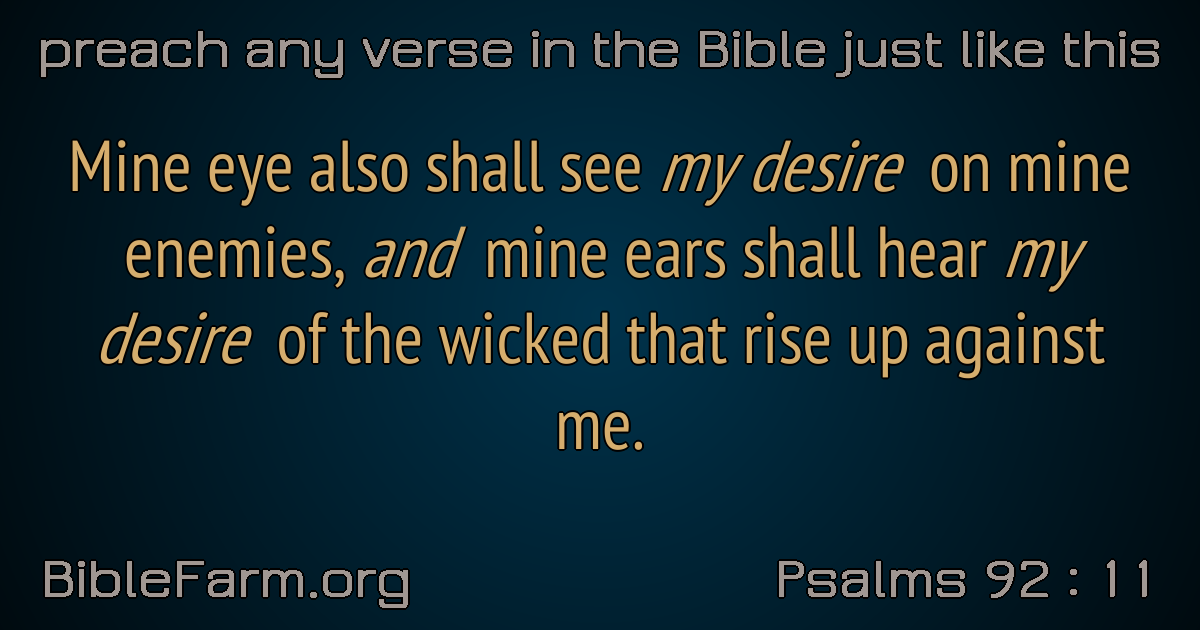 preach any verse in the Bible just like this
Mine eye also shall see my desire on mine
enemies, and mine ears shall hear my
desire of the wicked that rise up against
me.
BibleFarm.org
Psalms 92 : 11